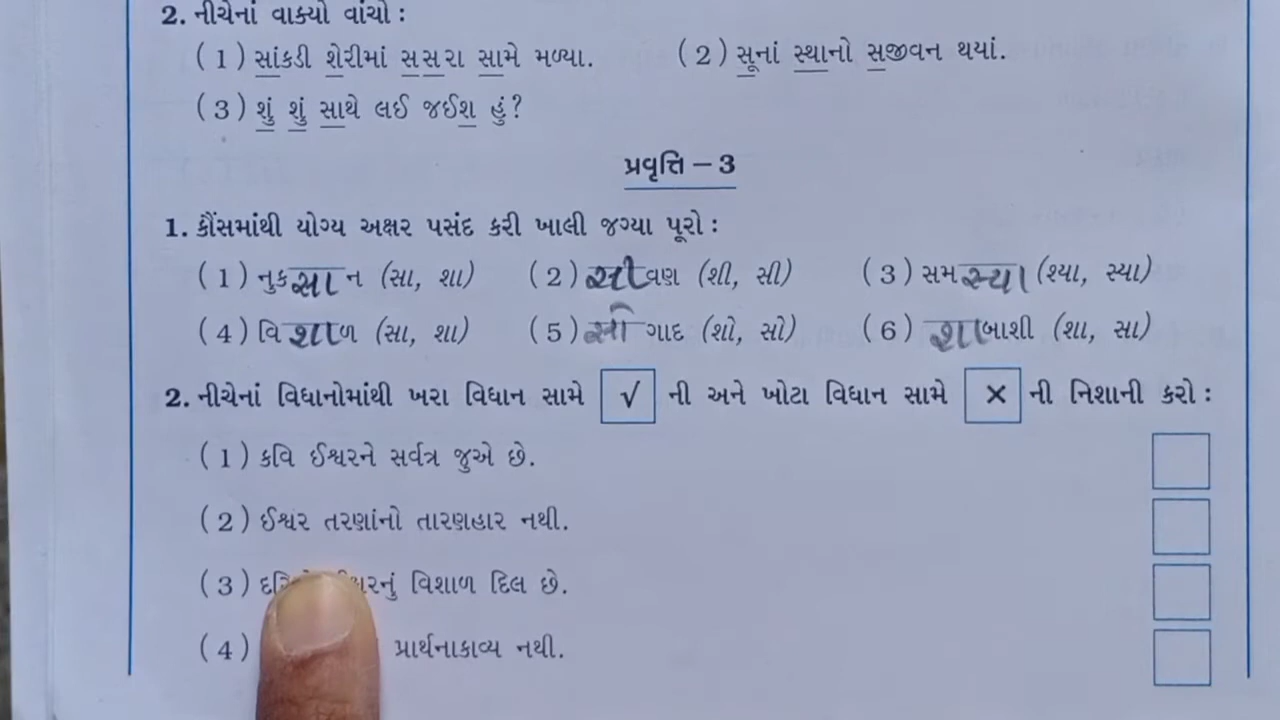 2. નીચેનાં વાક્યો વાંચો :
(1) સાંકડી શેરીમાં સસરા સામે મળ્યા. (2) સૂનાં સ્થાનો સજીવન થયાં.
(3) શું શું સાથે લઈ જઈશ હું?
પ્રવૃત્તિ – 3
1. કૌંસમાંથી યોગ્ય અક્ષર પસંદ કરી ખાલી જગ્યા પૂરો :
(1) નુકસાન (સા, શા) (2) સીવણ (શી, સી) (3) સમસ્યા (શ્યા, સ્યા)
(4) વિશાળ (સા, શા) (5) સોગાદ (શો, સો) (6) શાબાશી (શા, સા)
2. નીચેનાં વિધાનોમાંથી ખરા વિધાન સામે √ ની અને ખોટા વિધાન સામે × ની નિશાની કરો :
(1) કવિ ઈશ્વરને સર્વત્ર જુએ છે.
(2) ઈશ્વર તરણાંનો તારણહાર નથી.
(3) વિશાળ દિલ છે.
(4) પ્રાર્થનાકાવ્ય નથી.